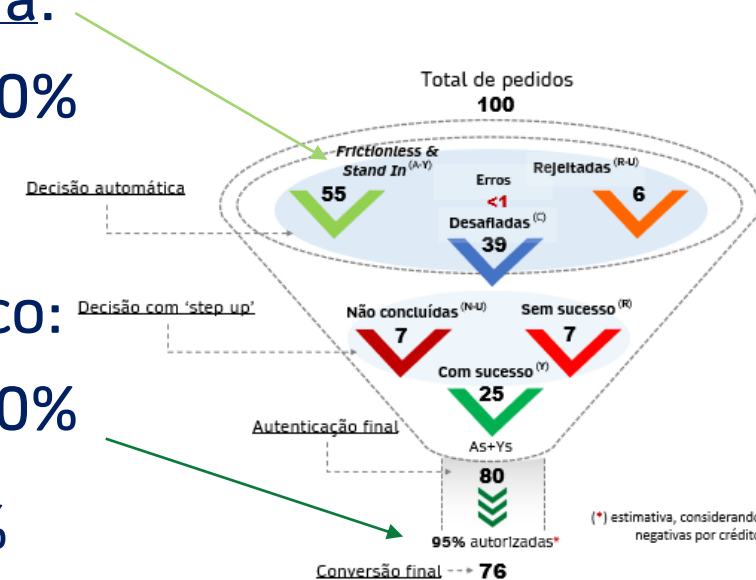 a:
0%
co:
0%
%
Total de pedidos
100
Frictionless &
Stand In (A-Y)
55
Erros
<1
Rejeitadas (R-U)
6
Decisão automática
Desafiadas (C)
39
Decisão com ‘step up’
Não concluídas (N-U)
7
Sem sucesso (R)
7
Com sucesso (Y)
25
Autenticação final
As+Ys
80
95% autorizadas*
(*) estimativa, considerando
negativas por crédito
Conversão final
76